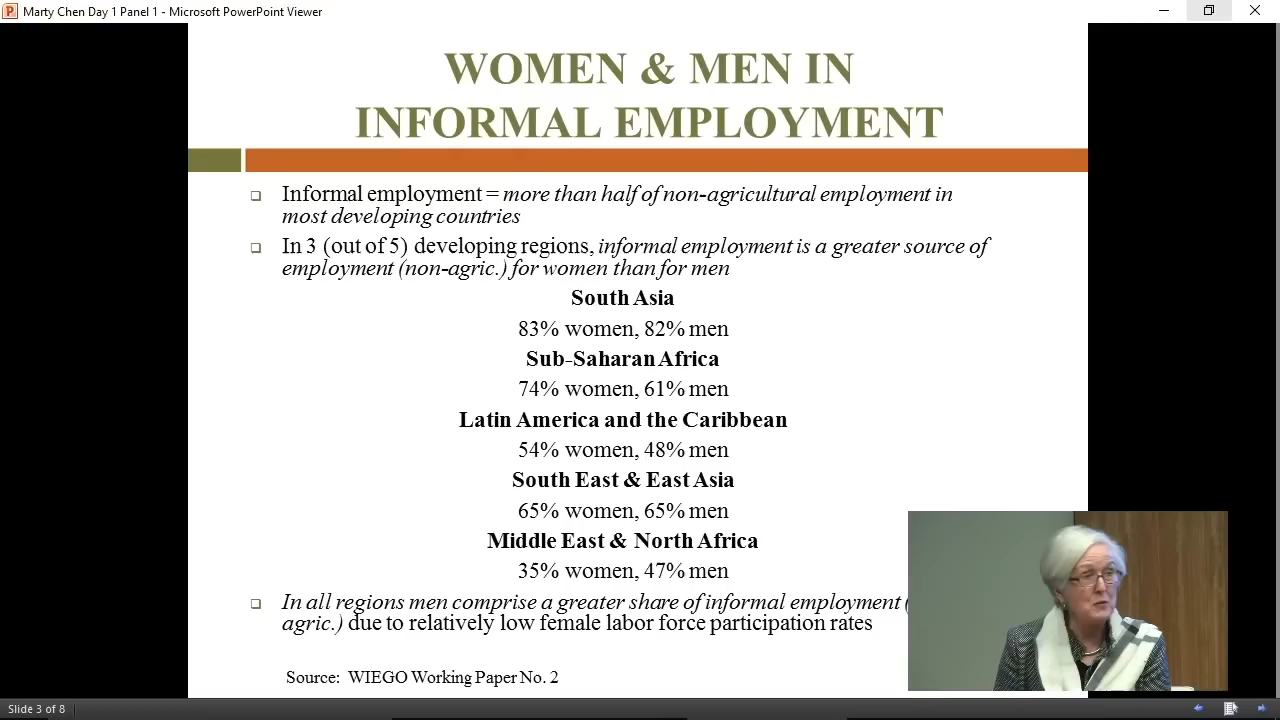 Marty Chen Day 1 Panel 1 - Microsoft PowerPoint Viewer
WOMEN & MEN IN
INFORMAL EMPLOYMENT
Informal employment = more than half of non-agricultural employment in
most developing countries
In 3 (out of 5) developing regions, informal employment is a greater source of
employment (non-agric.) for women than for men
South Asia
83% women, 82% men
Sub-Saharan Africa
74% women, 61% men
Latin America and the Caribbean
54% women, 48% men
South East & East Asia
65% women, 65% men
Middle East & North Africa
35% women, 47% men
In all regions men comprise a greater share of informal employment (
agric.) due to relatively low female labor force participation rates
Source: WIEGO Working Paper No. 2
Slide 3 of 8